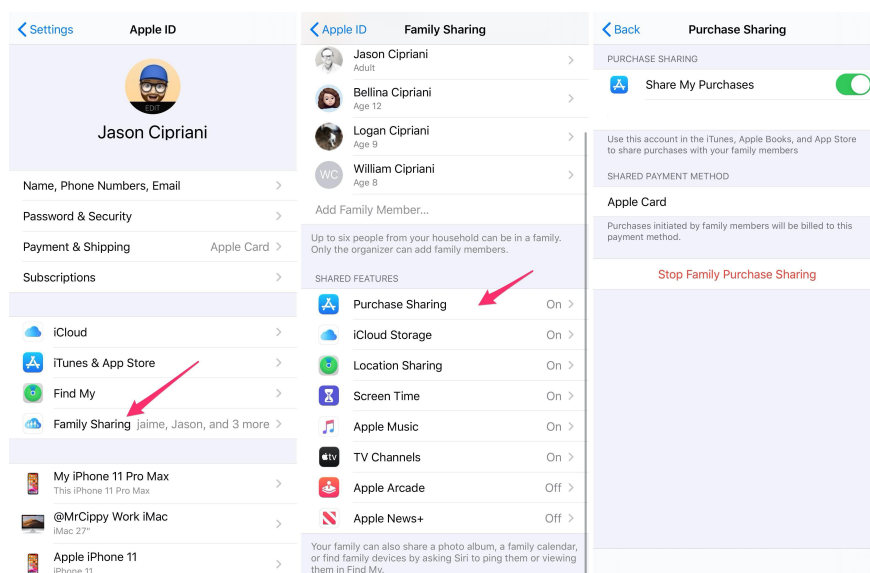 Settings
Apple ID
EDIT
Jason Cipriani
Name, Phone Numbers, Email
Password & Security
Payment & Shipping Apple Card
Subscriptions
iCloud
iTunes & App Store
Find My
Family Sharing jaime, Jason, and 3 more
My iPhone 11 Pro Max
This iPhone 11 Pro Max
@MrCippy Work iMac
iMac 27"
Apple iPhone 11
iPhone 11
Apple ID
Family Sharing
Jason Cipriani
Adult
Bellina Cipriani
Age 12
Logan Cipriani
Age 9
WC
William Cipriani
Age 8
Add Family Member...
Up to six people from your household can be in a family.
Only the organizer can add family members.
SHARED FEATURES
Purchase Sharing On
iCloud Storage On
Location Sharing On
Screen Time On
Apple Music On
tv
TV Channels On
Apple Arcade Off
Apple News+ Off
Your family can also share a photo album, a family calendar,
or find family devices by asking Siri to ping them or viewing
them in Find My.
Back
Purchase Sharing
PURCHASE SHARING
Share My Purchases
Use this account in the iTunes, Apple Books, and App Store
to share purchases with your family members
SHARED PAYMENT METHOD
Apple Card
Purchases initiated by family members will be billed to this
payment method.
Stop Family Purchase Sharing